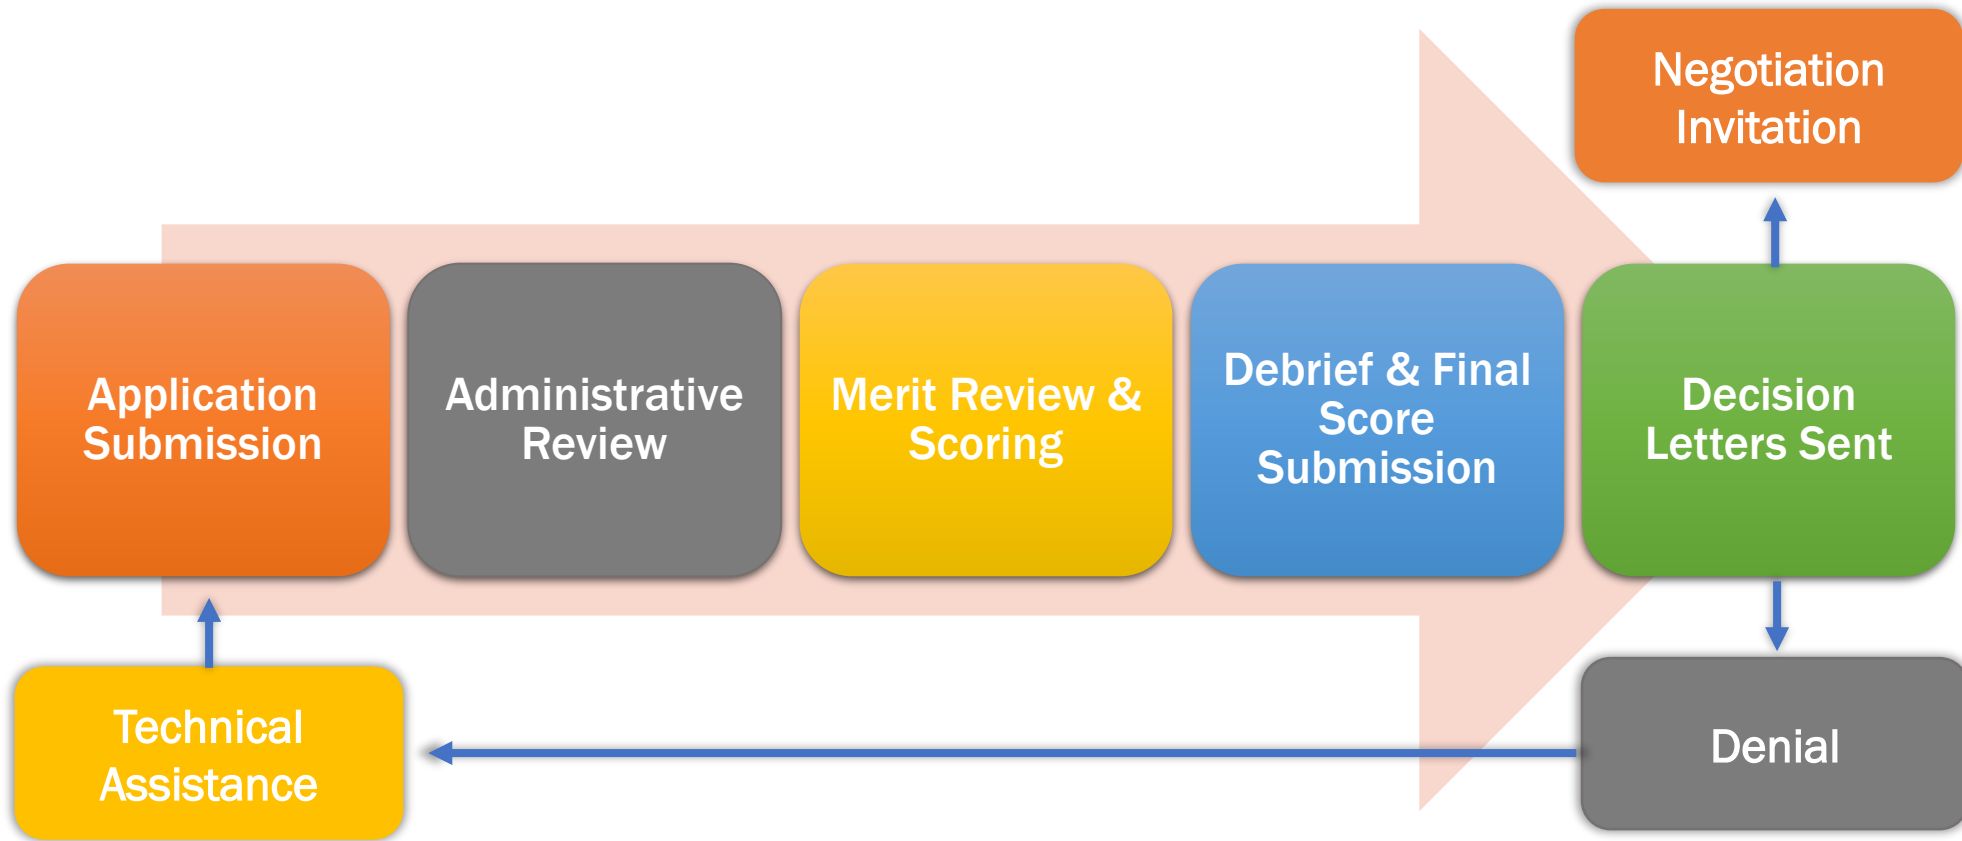 Negotiation
Invitation
Application
Submission
Administrative
Review
Merit Review &
Scoring
Debrief & Final
Score
Submission
Decision
Letters Sent
Technical
Assistance
Denial